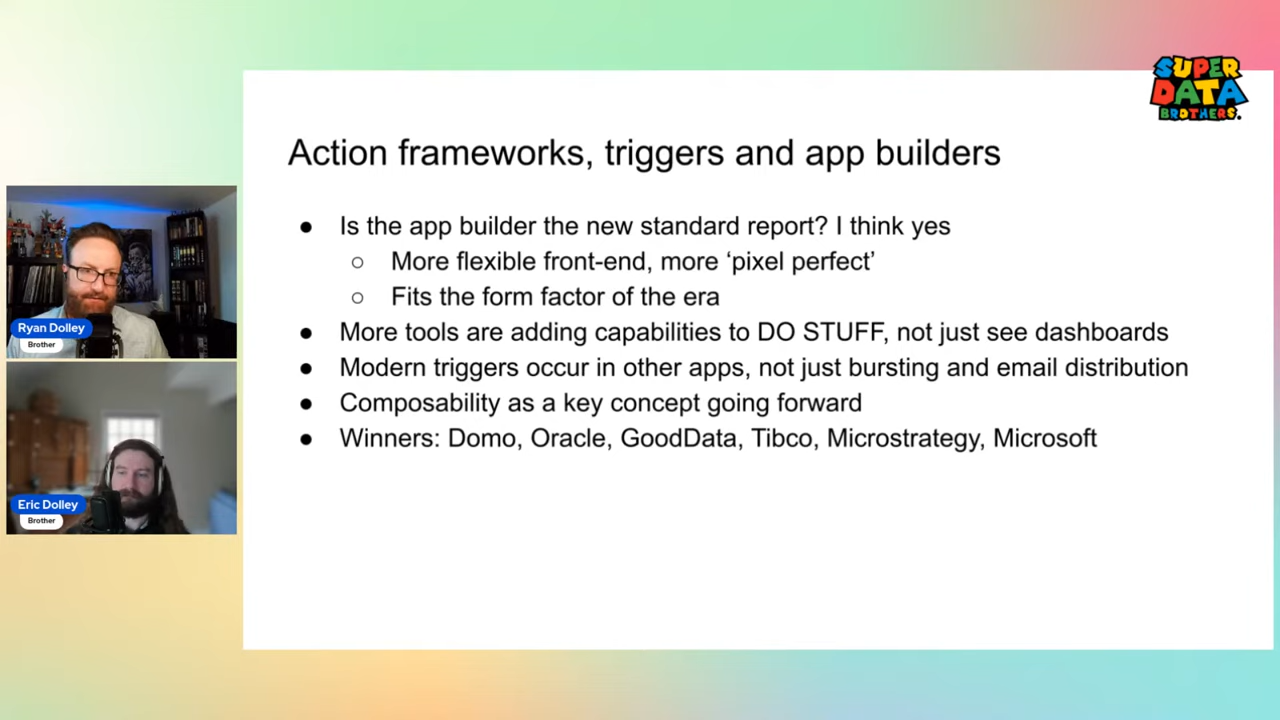 SUPER
DATA
BROTHERS.
Action frameworks, triggers and app builders
● Is the app builder the new standard report? I think yes
○ More flexible front-end, more ‘pixel perfect’
○ Fits the form factor of the era
● More tools are adding capabilities to DO STUFF, not just see dashboards
● Modern triggers occur in other apps, not just bursting and email distribution
● Composability as a key concept going forward
● Winners: Domo, Oracle, GoodData, Tibco, Microstrategy, Microsoft
Ryan Dolley
Brother
Eric Dolley
Brother